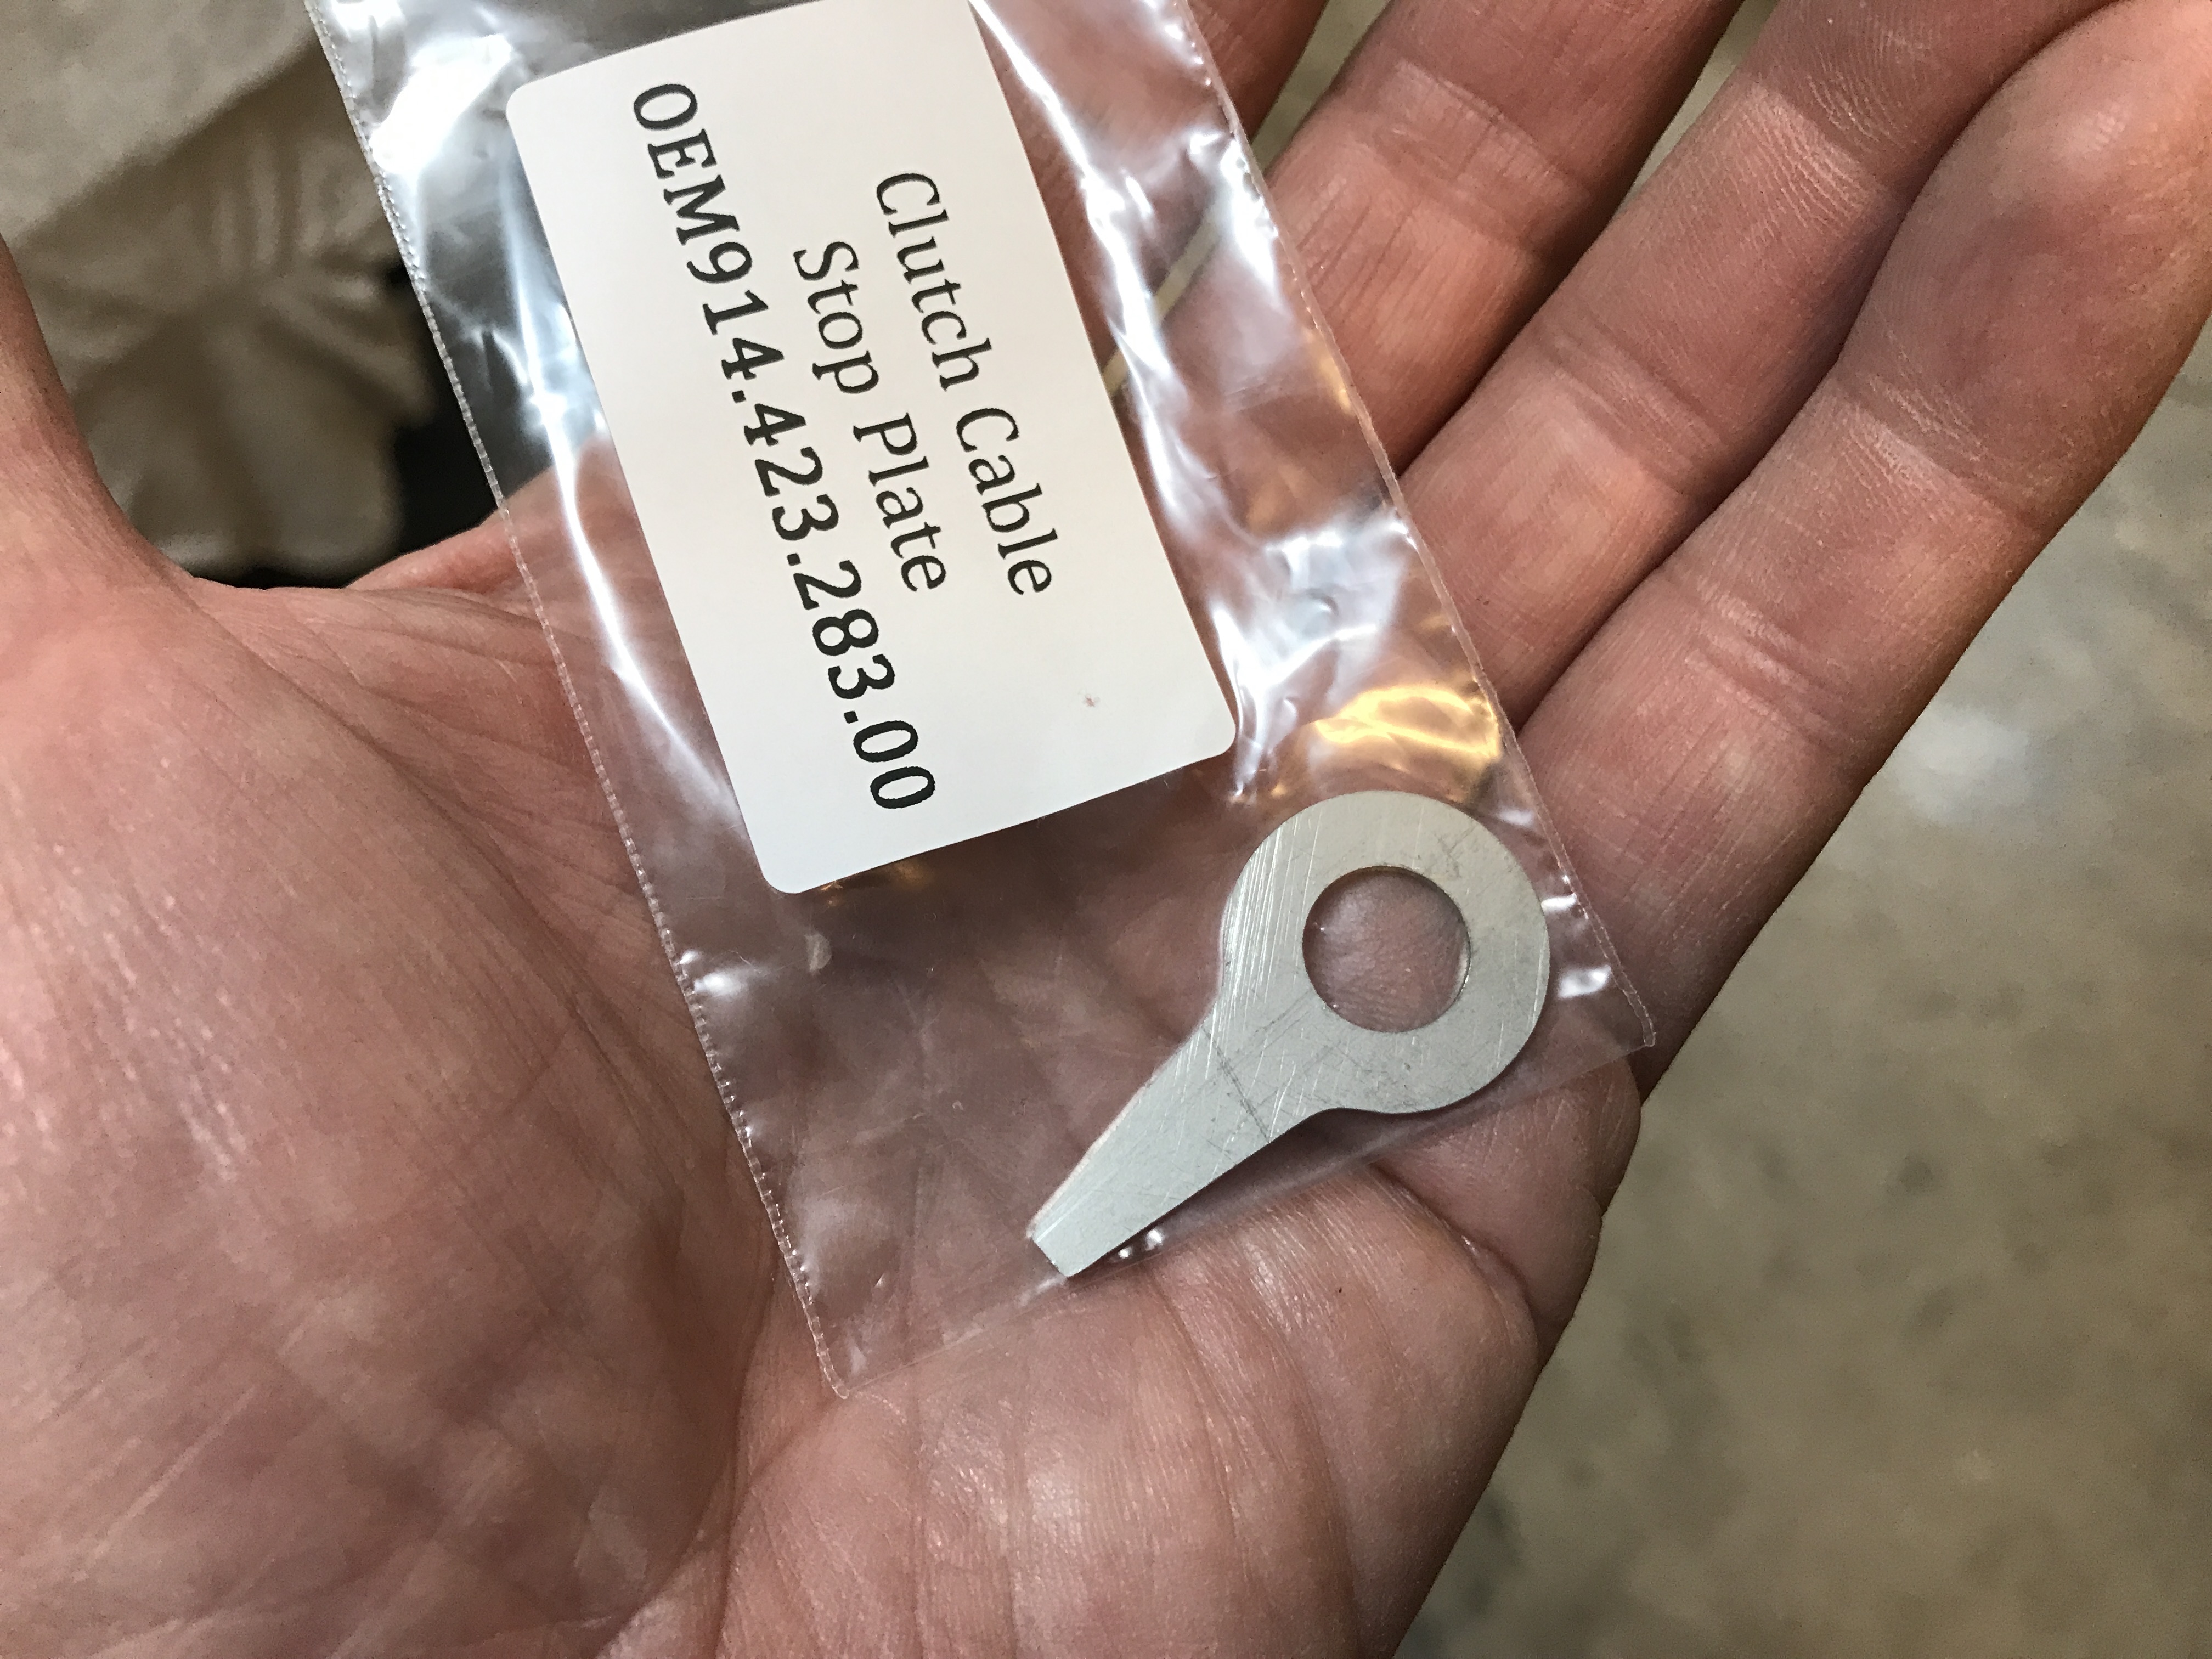 Clutch Cable
Stop Plate
OEM914.423.283.00